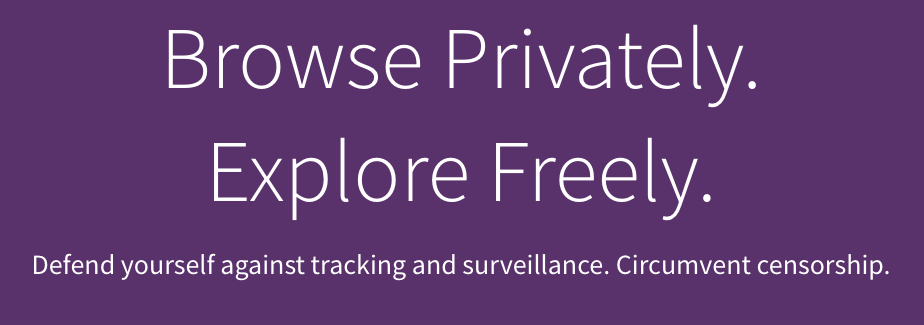 Browse Privately.
Explore Freely.
Defend yourself against tracking and surveillance. Circumvent censorship.